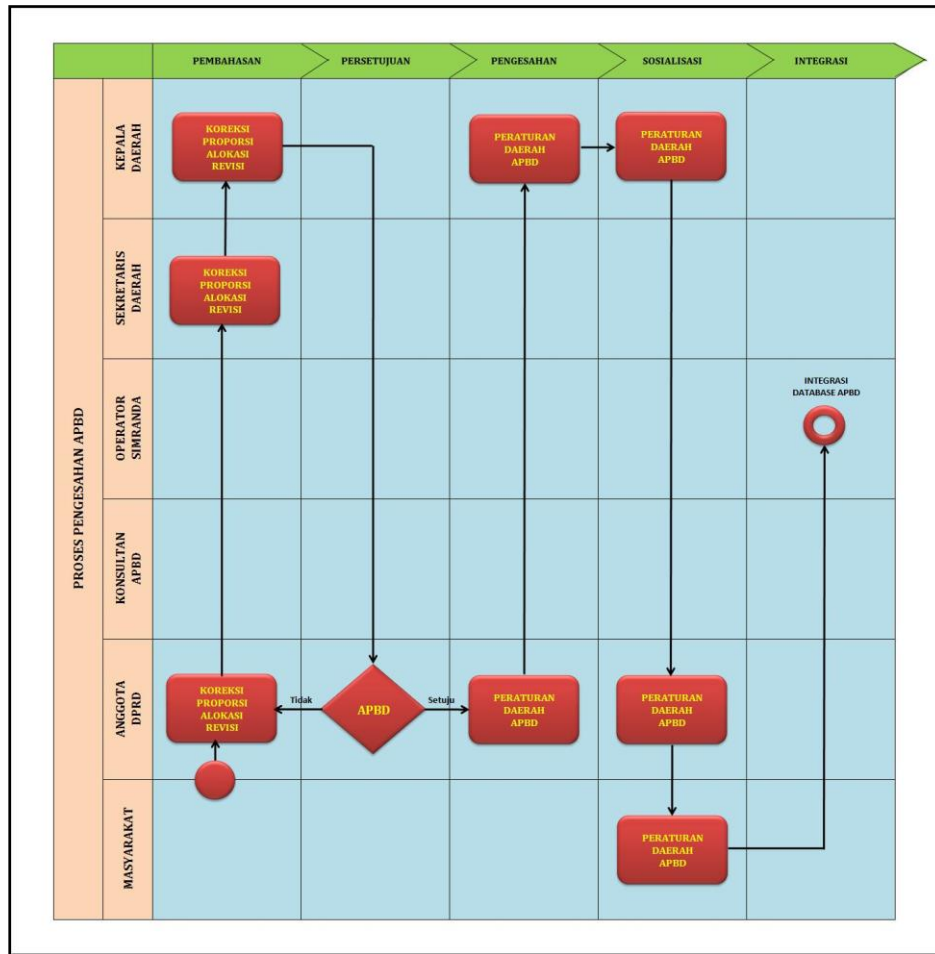 PEMBAHASAN
PERSETUJUAN
PENGESAHAN
SOSIALISASI
INTEGRASI
PROSES PENGESAHAN APBD
KEPALA
DAERAH
KOREKSI
PROPORSI
ALOKASI
REVISI
PERATURAN
DAERAH
APBD
PERATURAN
DAERAH
APBD
SEKRETARIS
DAERAH
KOREKSI
PROPORSI
ALOKASI
REVISI
OPERATOR
SIMRANDA
INTEGRASI
DATABASE APBD
KONSULTAN
APBD
ANGGOTA
DPRD
KOREKSI
PROPORSI
ALOKASI
REVISI
Tidak
APBD
Setuju
PERATURAN
DAERAH
APBD
PERATURAN
DAERAH
APBD
MASYARAKAT
PERATURAN
DAERAH
APBD